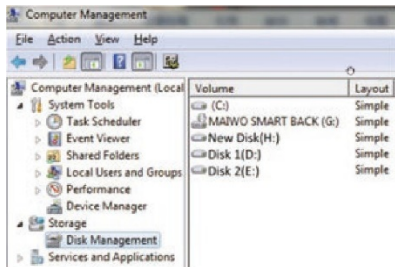 Computer Management
File Action View Help
Computer Management (Local
System Tools
Task Scheduler
Event Viewer
Shared Folders
Local Users and Groups
Performance
Device Manager
Storage
Disk Management
Services and Applications
Volume Layout
(C:) Simple
MAIWO SMART BACK (G:) Simple
New Disk(H:) Simple
Disk 1(D:) Simple
Disk 2(E:) Simple